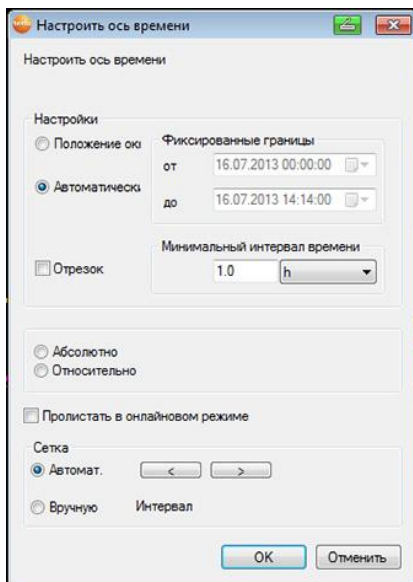 Настроить ось времени
Настроить ось времени
Настройки
Положение окі
Фиксированные границы
от 16.07.2013 00:00:00
Автоматически
до 16.07.2013 14:14:00
Минимальный интервал времени
Отрезок
1.0 h
Абсолютно
Относительно
Пролистать в онлайновом режиме
Сетка
Автомат. < >
Вручную Интервал
OK Отменить